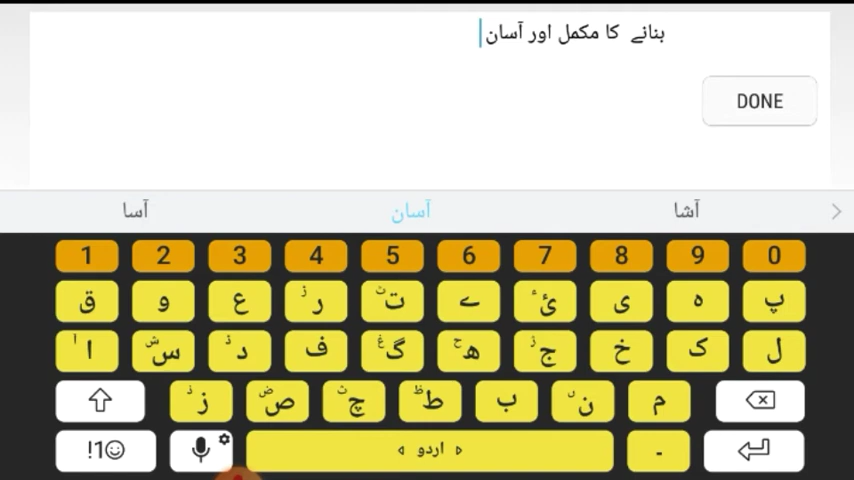 بنانے کا مکمل اور آسان
DONE
آسا آسان آشا
1 2 3 4 5 6 7 8 9 0
ق و ع ر ڑ ت ٹ ے ئ ء ی ہ پ
ا آ س ش د ڈ ف گ غ ھ ح ج ژ خ ک ل
ز ذ ص ض چ ث ط ظ ب ن ں م
!1☺ اردو -